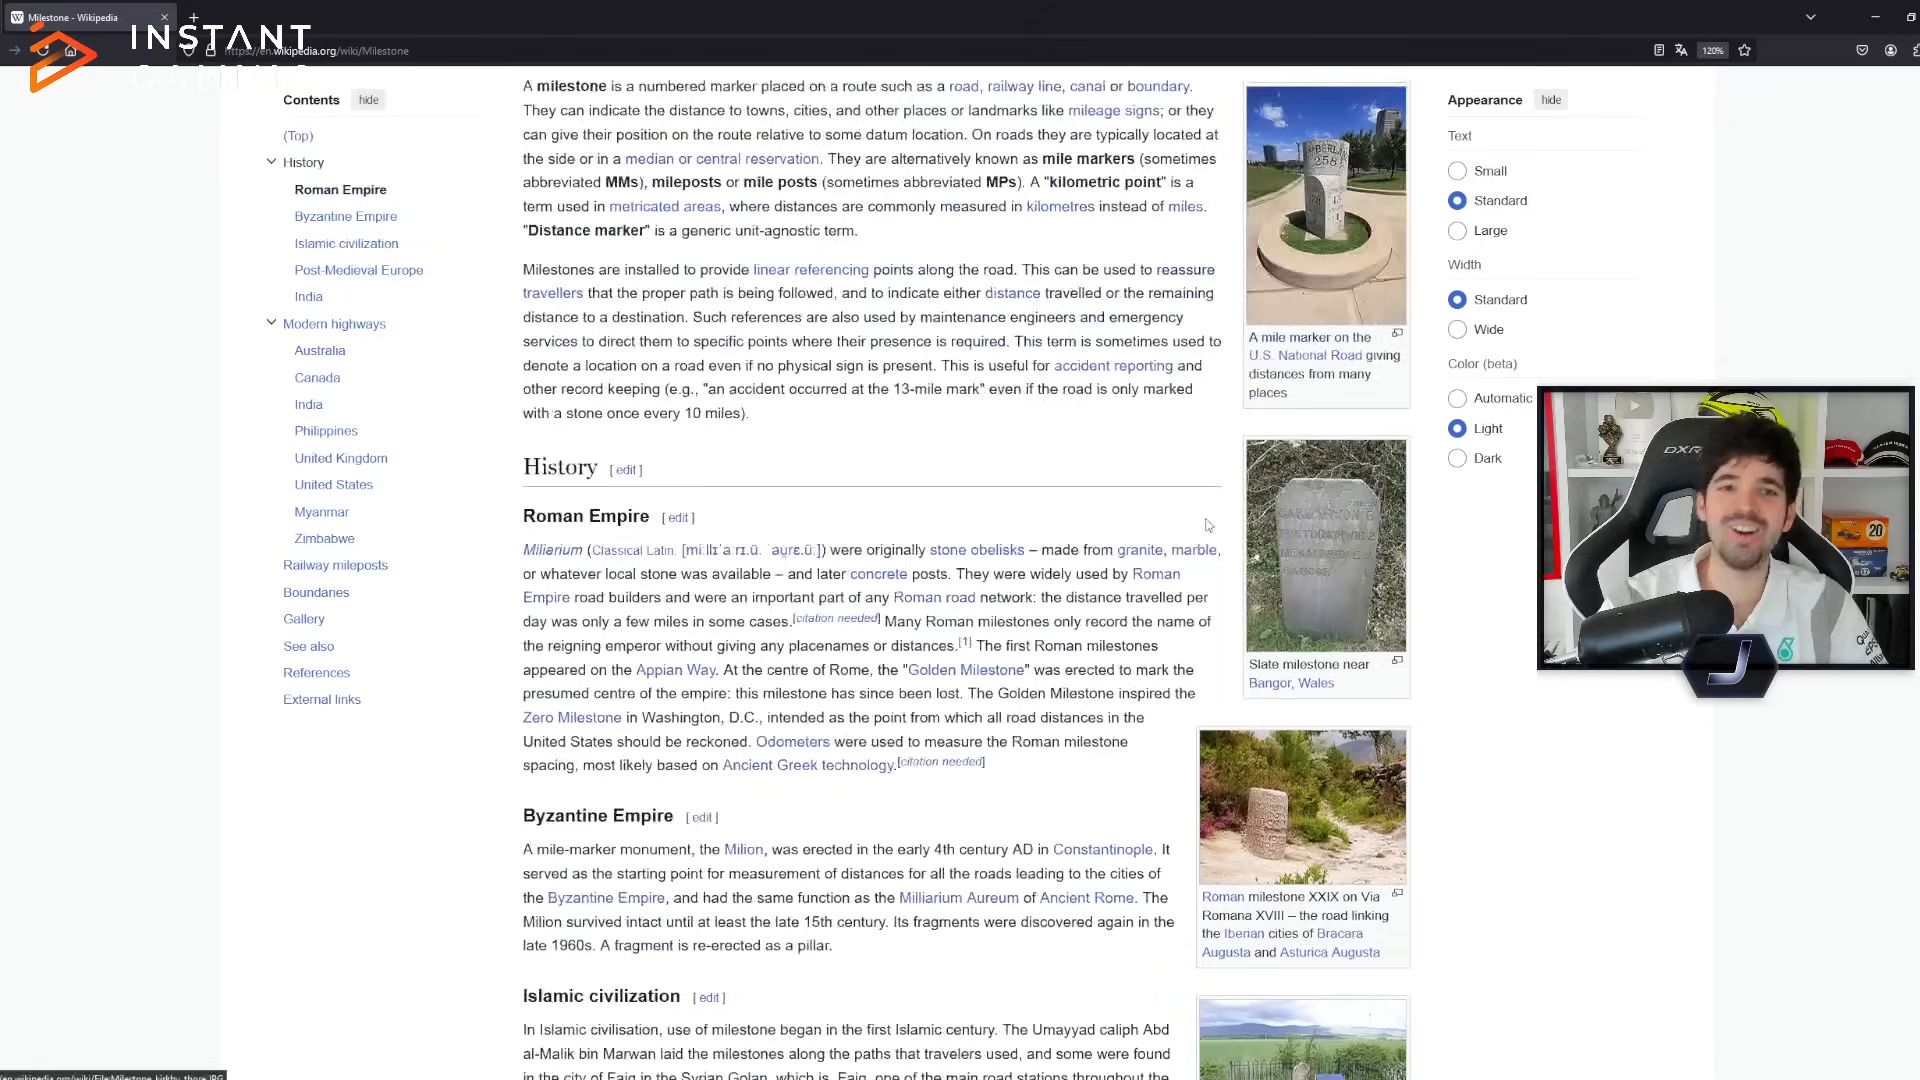 Milestone - Wikipedia
INSTANT
https://en.wikipedia.org/wiki/Milestone
120%
Contents hide
(Top)
History
Roman Empire
Byzantine Empire
Islamic civilization
Post-Medieval Europe
India
Modern highways
Australia
Canada
India
Philippines
United Kingdom
United States
Myanmar
Zimbabwe
Railway mileposts
Boundaries
Gallery
See also
References
External links
A milestone is a numbered marker placed on a route such as a road, railway line, canal or boundary.
They can indicate the distance to towns, cities, and other places or landmarks like mileage signs; or they
can give their position on the route relative to some datum location. On roads they are typically located at
the side or in a median or central reservation. They are alternatively known as mile markers (sometimes
abbreviated MMs), mileposts or mile posts (sometimes abbreviated MPs). A "kilometric point" is a
term used in metricated areas, where distances are commonly measured in kilometres instead of miles.
"Distance marker" is a generic unit-agnostic term.
Milestones are installed to provide linear referencing points along the road. This can be used to reassure
travellers that the proper path is being followed, and to indicate either distance travelled or the remaining
distance to a destination. Such references are also used by maintenance engineers and emergency
services to direct them to specific points where their presence is required. This term is sometimes used to
denote a location on a road even if no physical sign is present. This is useful for accident reporting and
other record keeping (e.g., "an accident occurred at the 13-mile mark" even if the road is only marked
with a stone once every 10 miles).
History [ edit ]
Roman Empire [ edit ]
Miliarium (Classical Latin: [miːllɪˈaːrɪ.ũː ˈau̯rɛ.ũː]) were originally stone obelisks – made from granite, marble,
or whatever local stone was available – and later concrete posts. They were widely used by Roman
Empire road builders and were an important part of any Roman road network: the distance travelled per
day was only a few miles in some cases.[citation needed] Many Roman milestones only record the name of
the reigning emperor without giving any placenames or distances.[1] The first Roman milestones
appeared on the Appian Way. At the centre of Rome, the "Golden Milestone" was erected to mark the
presumed centre of the empire: this milestone has since been lost. The Golden Milestone inspired the
Zero Milestone in Washington, D.C., intended as the point from which all road distances in the
United States should be reckoned. Odometers were used to measure the Roman milestone
spacing, most likely based on Ancient Greek technology.[citation needed]
Byzantine Empire [ edit ]
A mile-marker monument, the Milion, was erected in the early 4th century AD in Constantinople. It
served as the starting point for measurement of distances for all the roads leading to the cities of
the Byzantine Empire, and had the same function as the Milliarium Aureum of Ancient Rome. The
Milion survived intact until at least the late 15th century. Its fragments were discovered again in the
late 1960s. A fragment is re-erected as a pillar.
Islamic civilization [ edit ]
In Islamic civilisation, use of milestone began in the first Islamic century. The Umayyad caliph Abd
al-Malik bin Marwan laid the milestones along the paths that travelers used, and some were found
in the city of Faiq in the Syrian Golan, which is, Faiq, one of the main road stations throughout the
258
A mile marker on the
U.S. National Road giving
distances from many
places
Slate milestone near
Bangor, Wales
Roman milestone XXIX on Via
Romana XVIII – the road linking
the Iberian cities of Bracara
Augusta and Asturica Augusta
Appearance hide
Text
Small
Standard
Large
Width
Standard
Wide
Color (beta)
Automatic
Light
Dark
DXR
20
J